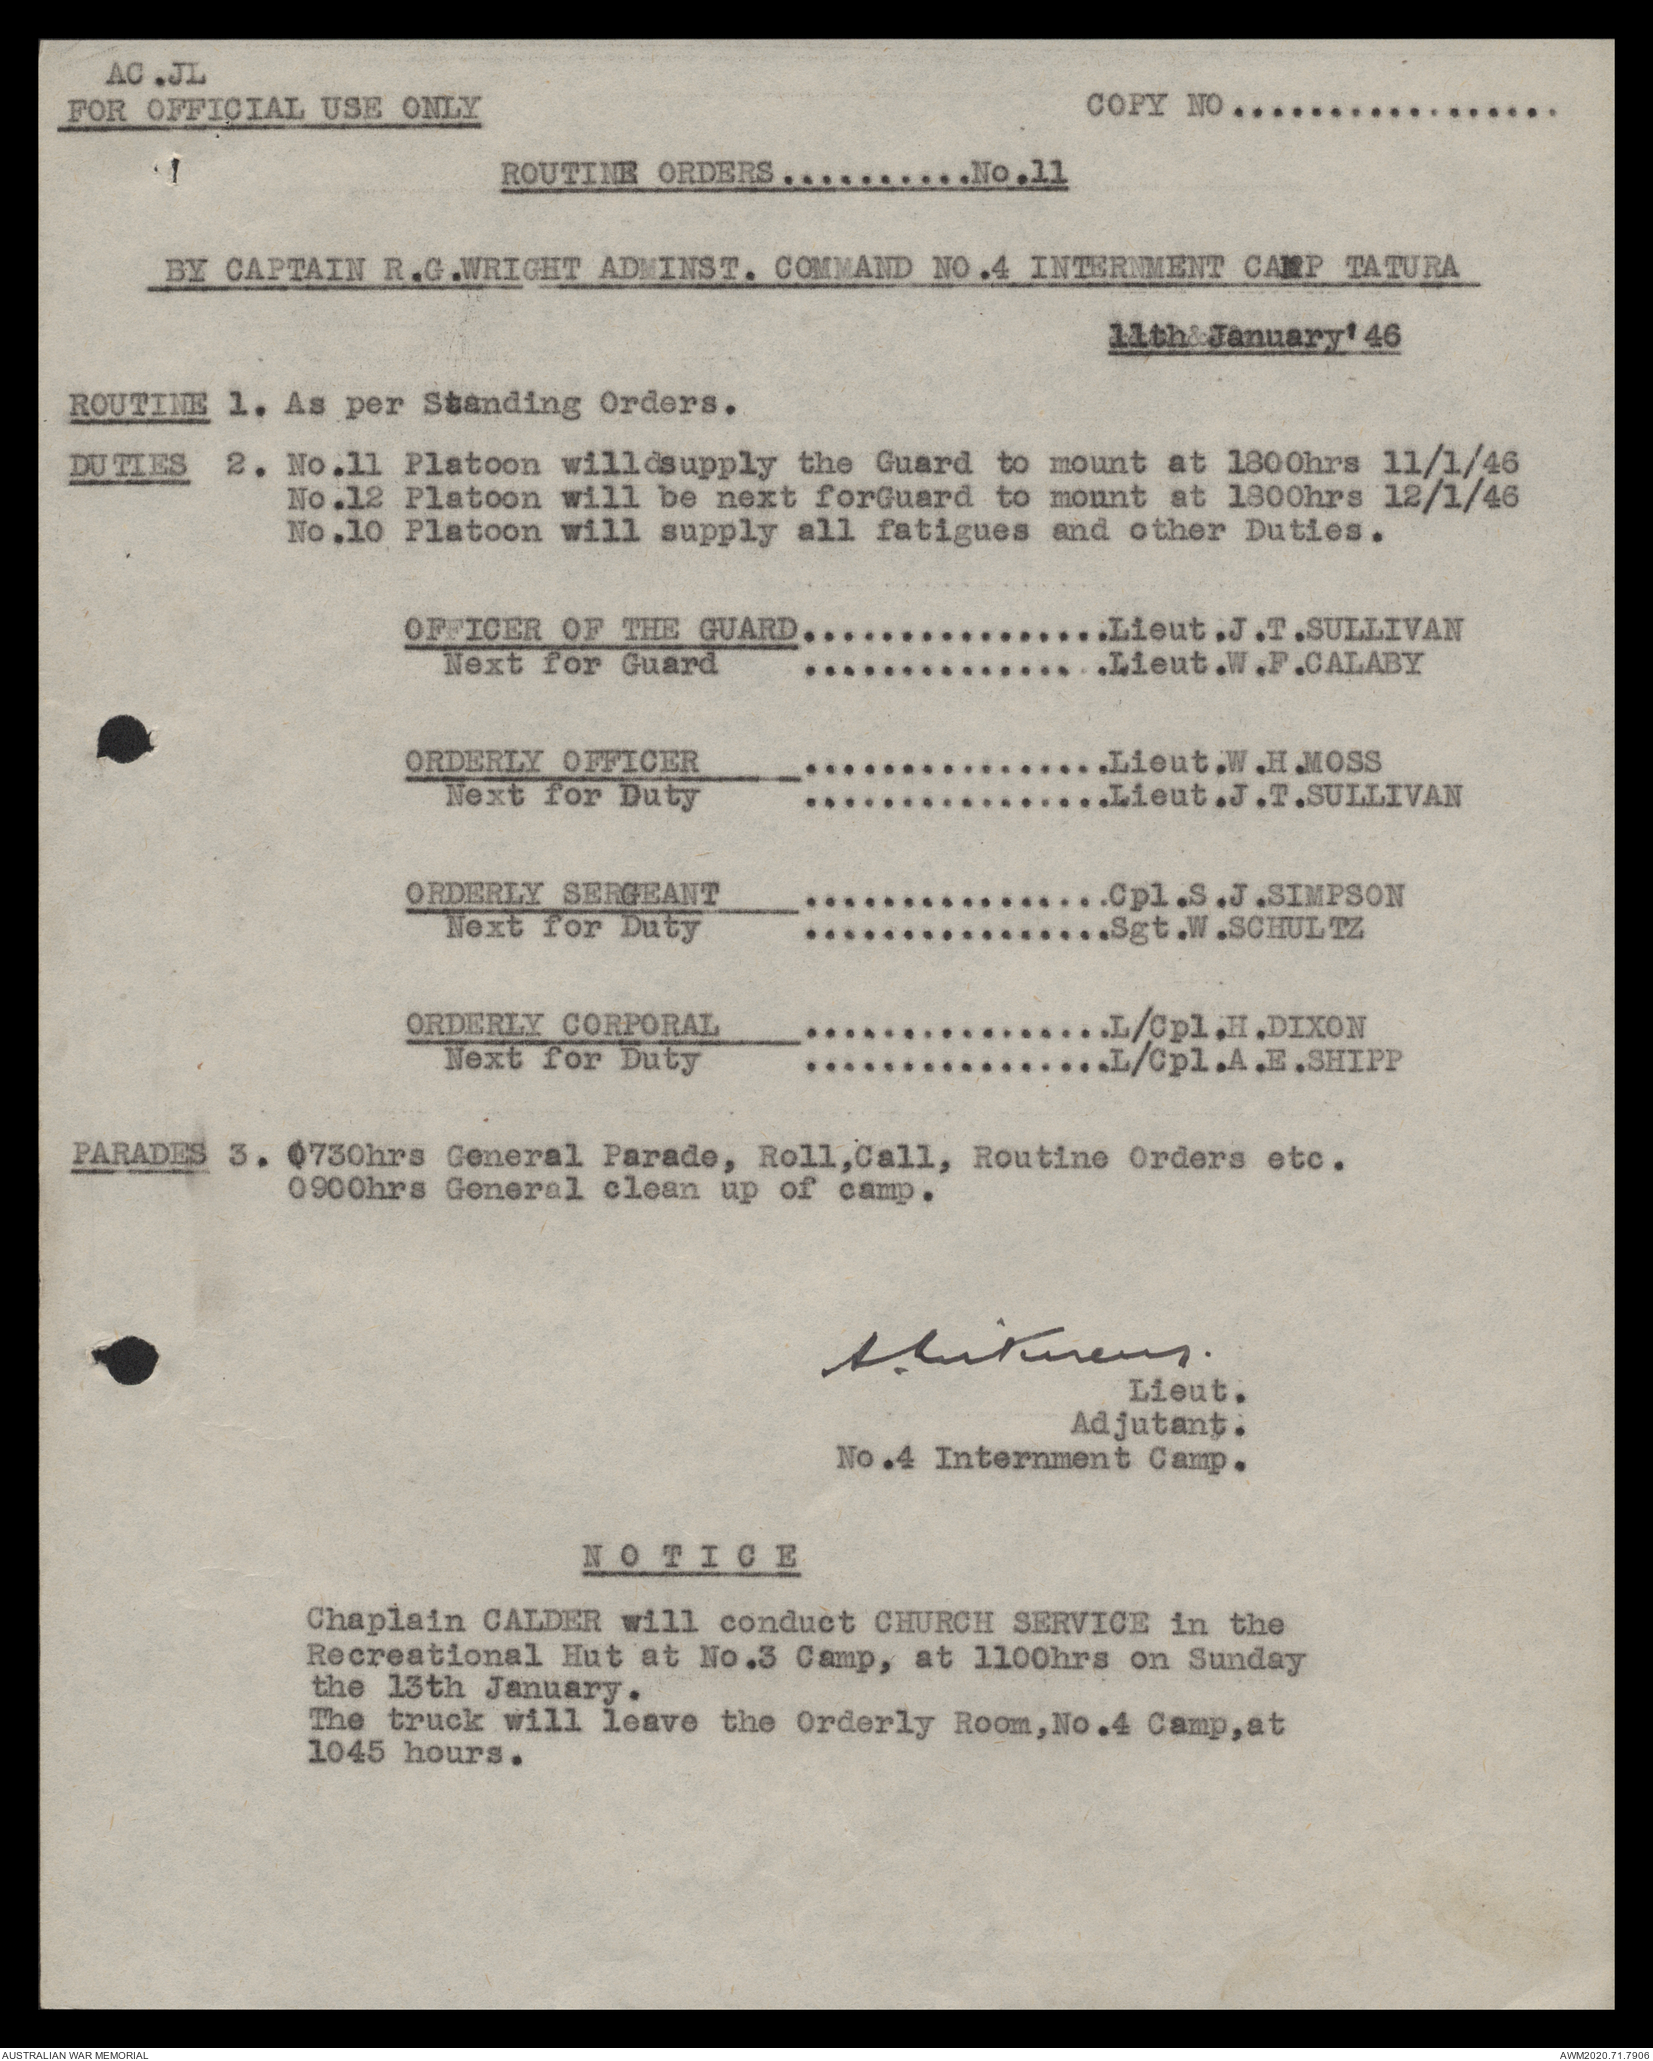 AC.JL
FOR OFFICIAL USE ONLY
COPY NO.................
ROUTINE ORDERS..........No.11
BY CAPTAIN R.G.WRIGHT ADMINST. COMMAND NO.4 INTERNMENT CAMP TATURA
11th January' 46
ROUTINE 1. As per Standing Orders.
DUTIES 2. No.11 Platoon will supply the Guard to mount at 1800hrs 11/1/46
No.12 Platoon will be next forGuard to mount at 1800hrs 12/1/46
No.10 Platoon will supply all fatigues and other Duties.
OFFICER OF THE GUARD................Lieut.J.T.SULLIVAN
Next for Guard ................Lieut.W.F.CALABY
ORDERLY OFFICER ................Lieut.W.H.MOSS
Next for Duty ................Lieut.J.T.SULLIVAN
ORDERLY SERGEANT ................Cpl.S.J.SIMPSON
Next for Duty ................Sgt.W.SCHULTZ
ORDERLY CORPORAL ................L/Cpl.H.DIXON
Next for Duty ................L/Cpl.A.E.SHIPP
PARADES 3. 0730hrs General Parade, Roll,Call, Routine Orders etc.
0900hrs General clean up of camp.
Lieut.
Adjutant.
No.4 Internment Camp.
N O T I C E
Chaplain CALDER will conduct CHURCH SERVICE in the
Recreational Hut at No.3 Camp, at 1100hrs on Sunday
the 13th January.
The truck will leave the Orderly Room,No.4 Camp,at
1045 hours.
AUSTRALIAN WAR MEMORIAL
AWM2020.71.7906